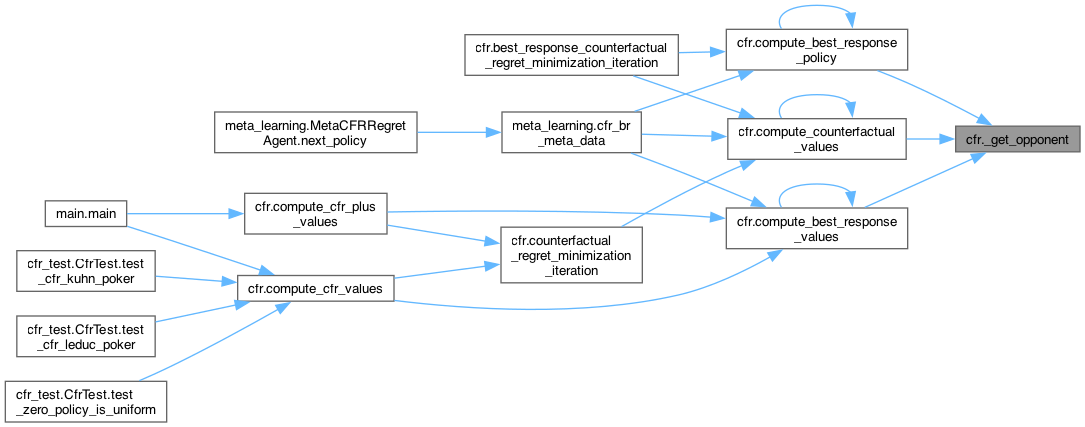 cfr.compute_best_response
_policy
cfr.best_response_counterfactual
_regret_minimization_iteration
meta_learning.MetaCFRRegret
Agent.next_policy
meta_learning.cfr_br
_meta_data
cfr.compute_counterfactual
_values
cfr._get_opponent
main.main
cfr.compute_cfr_plus
_values
cfr.compute_best_response
_values
cfr.counterfactual
_regret_minimization
_iteration
cfr_test.CfrTest.test
_cfr_kuhn_poker
cfr.compute_cfr_values
cfr_test.CfrTest.test
_cfr_leduc_poker
cfr_test.CfrTest.test
_zero_policy_is_uniform